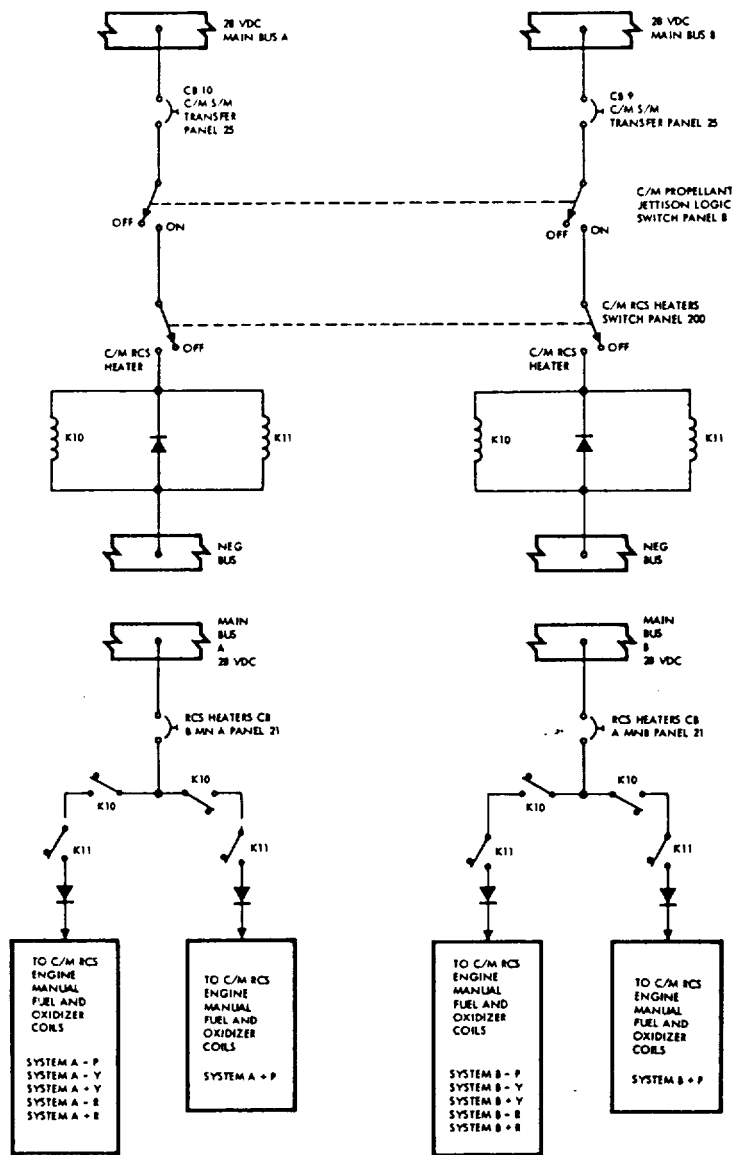 28 VDC
MAIN BUS A
28 VDC
MAIN BUS B
CB 10
C/M S/M
TRANSFER
PANEL 25
CB 9
C/M S/M
TRANSFER PANEL 25
C/M PROPELLANT
JETTISON LOGIC
SWITCH PANEL 8
OFF
ON
OFF
ON
C/M RCS HEATERS
SWITCH PANEL 200
OFF
OFF
C/M RCS
HEATER
C/M RCS
HEATER
K10
K11
K10
K11
NEG
BUS
NEG
BUS
MAIN
BUS
A
28 VDC
MAIN
BUS
B
28 VDC
RCS HEATERS CB
B MN A PANEL 21
RCS HEATERS CB
A MNB PANEL 21
K10
K10
K10
K10
K11
K11
K11
K11
TO C/M RCS
ENGINE
MANUAL
FUEL AND
OXIDIZER
COILS
SYSTEM A - P
SYSTEM A - Y
SYSTEM A + Y
SYSTEM A - R
SYSTEM A + R
TO C/M RCS
ENGINE
MANUAL
FUEL AND
OXIDIZER
COILS
SYSTEM A + P
TO C/M RCS
ENGINE
MANUAL
FUEL AND
OXIDIZER
COILS
SYSTEM B - P
SYSTEM B - Y
SYSTEM B + Y
SYSTEM B - R
SYSTEM B + R
TO C/M RCS
ENGINE
MANUAL
FUEL AND
OXIDIZER
COILS
SYSTEM B + P